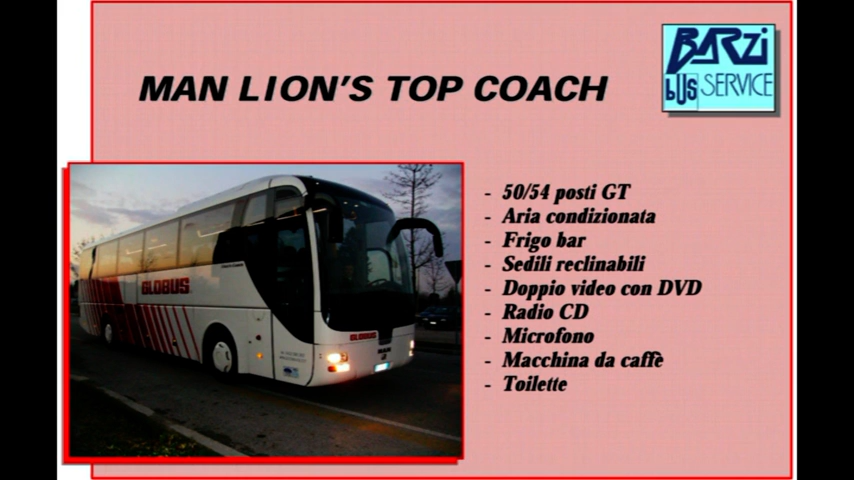 BARZI
bUS SERVICE
MAN LION'S TOP COACH
- 50/54 posti GT
- Aria condizionata
- Frigo bar
- Sedili reclinabili
- Doppio video con DVD
- Radio CD
- Microfono
- Macchina da caffè
- Toilette
GLOBUS
GLOBUS
MAN